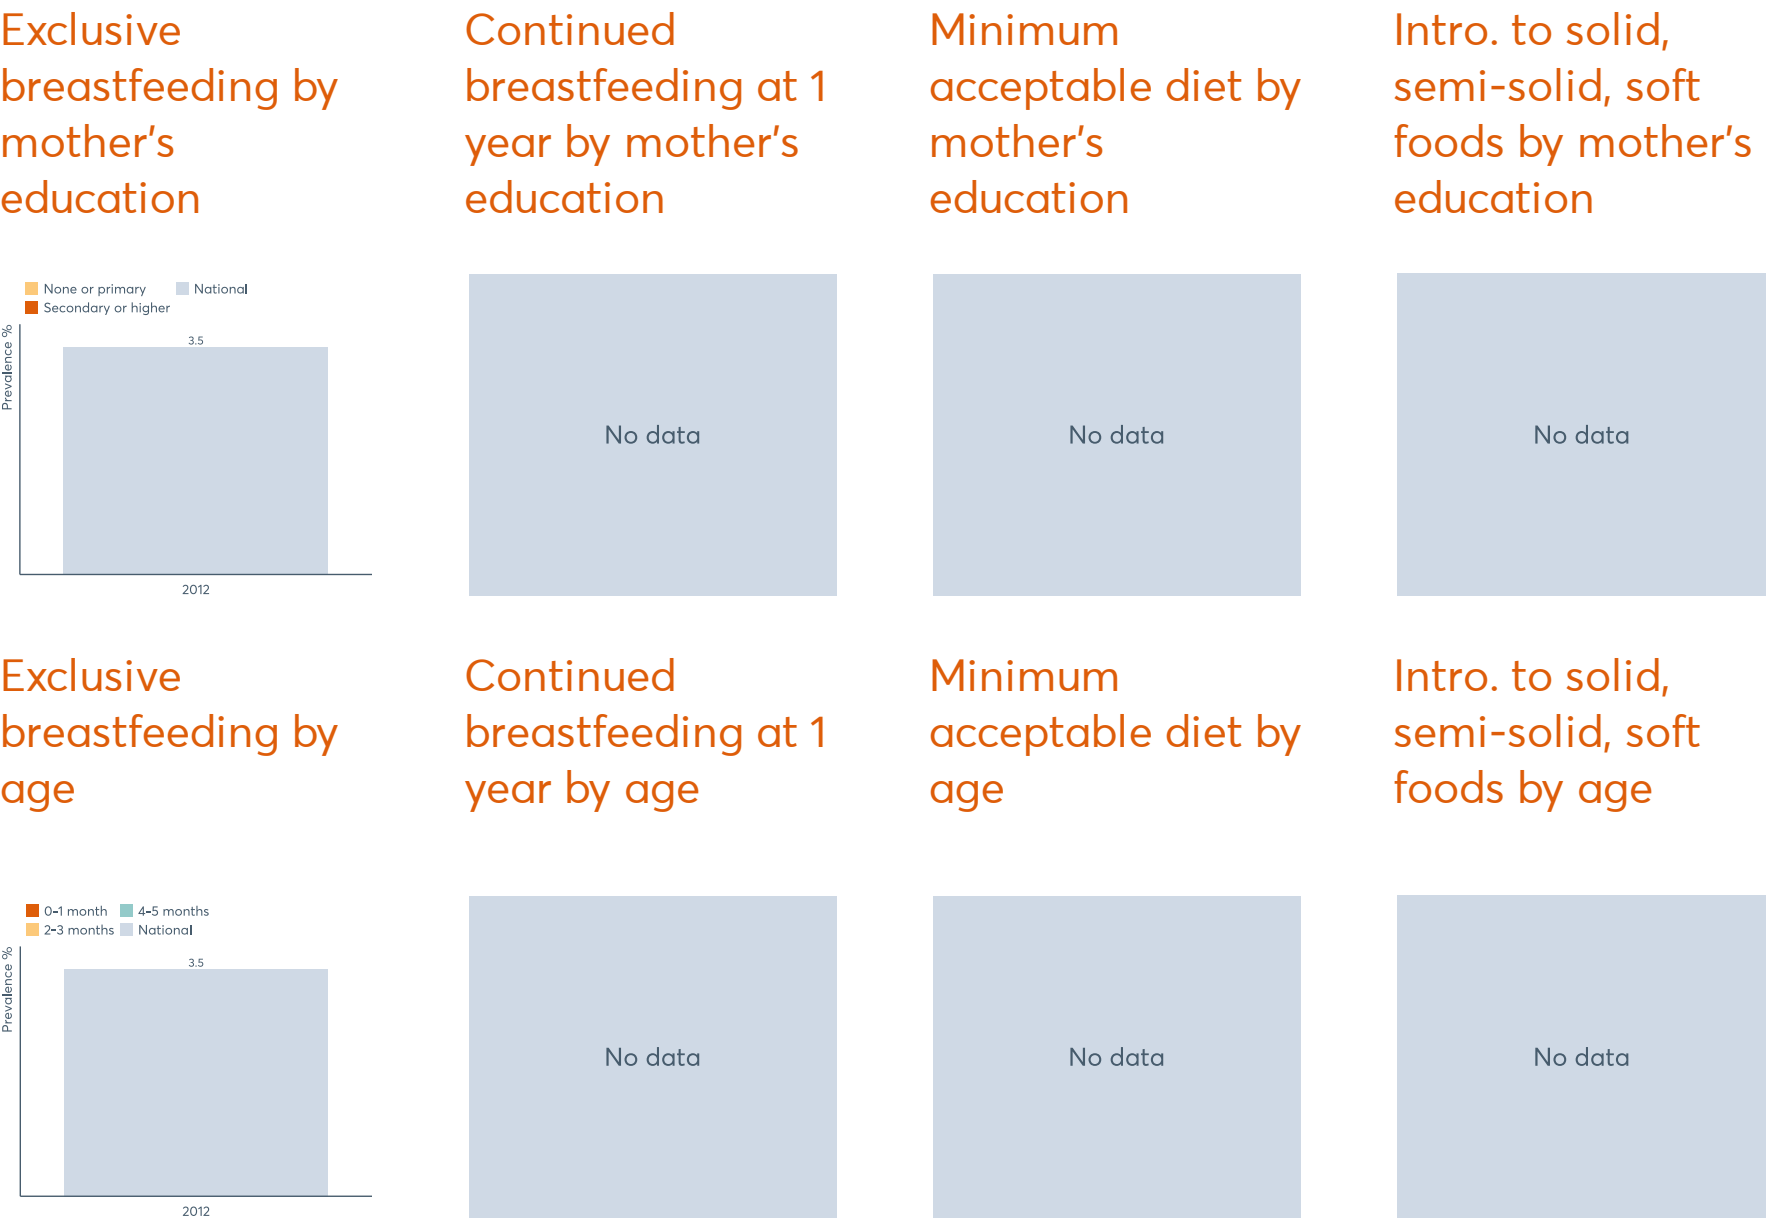 Exclusive
breastfeeding by
mother's
education
Continued
breastfeeding at 1
year by mother's
education
Minimum
acceptable diet by
mother's
education
Intro. to solid,
semi-solid, soft
foods by mother's
education
None or primary
National
Secondary or higher
Prevalence %
3.5
2012
No data
No data
No data
Exclusive
breastfeeding by
age
Continued
breastfeeding at 1
year by age
Minimum
acceptable diet by
age
Intro. to solid,
semi-solid, soft
foods by age
0-1 month
4-5 months
2-3 months
National
Prevalence %
3.5
2012
No data
No data
No data